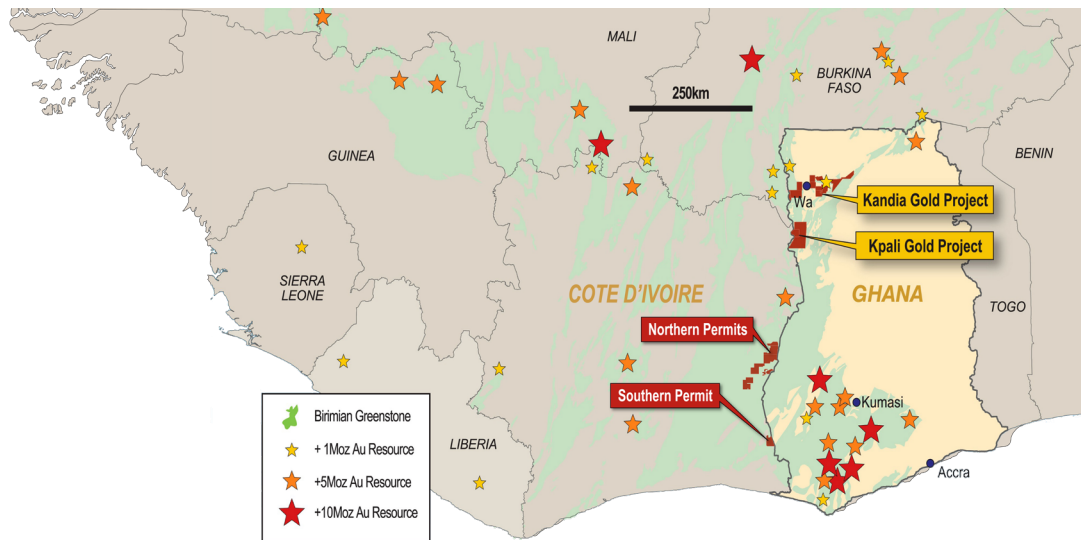 MALI
250km
BURKINA
FASO
GUINEA
BENIN
Wa
Kandia Gold Project
Kpali Gold Project
SIERRA
LEONE
COTE D'IVOIRE
GHANA
TOGO
Northern Permits
Southern Permit
Kumasi
LIBERIA
Accra
Birimian Greenstone
+ 1Moz Au Resource
+5Moz Au Resource
+10Moz Au Resource